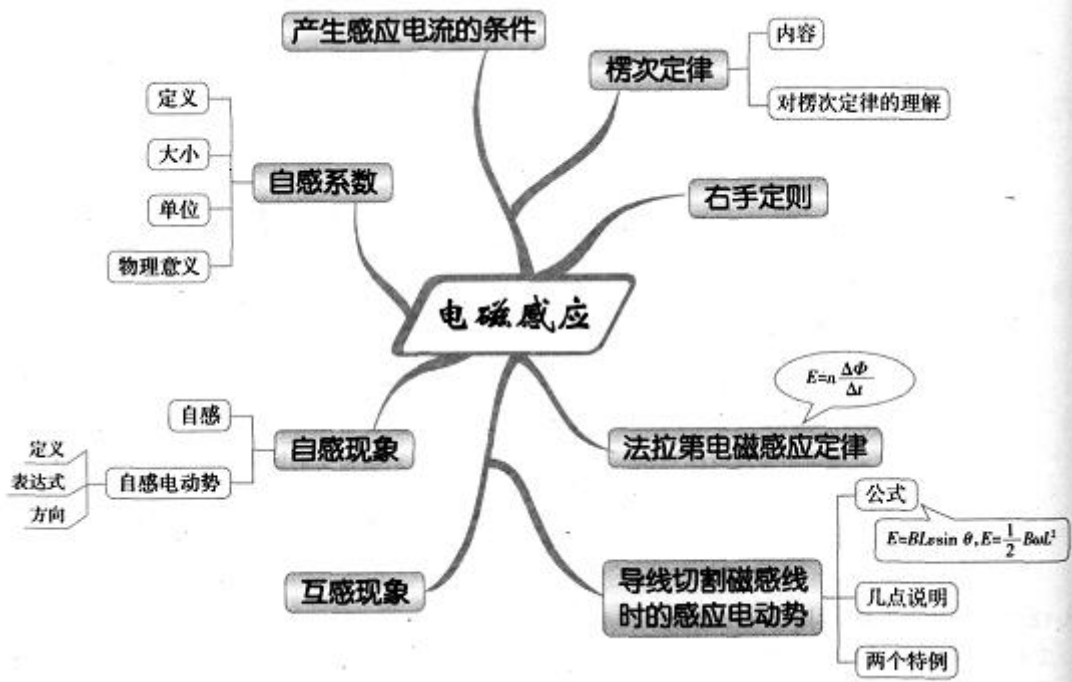 产生感应电流的条件
楞次定律
内容
对楞次定律的理解
定义
大小
单位
物理意义
自感系数
右手定则
电磁感应
E=n ΔΦ/Δt
法拉第电磁感应定律
自感
自感现象
自感电动势
定义
表达式
方向
互感现象
导线切割磁感线
时的感应电动势
公式
E=BLvsin θ,E=1/2 BωL²
几点说明
两个特例